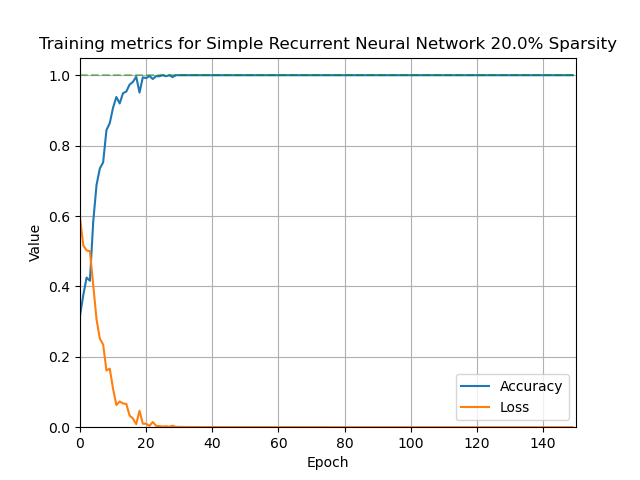 Training metrics for Simple Recurrent Neural Network 20.0% Sparsity
1.0
0.8
0.6
0.4
0.2
0.0
Value
0 20 40 60 80 100 120 140
Epoch
Accuracy
Loss